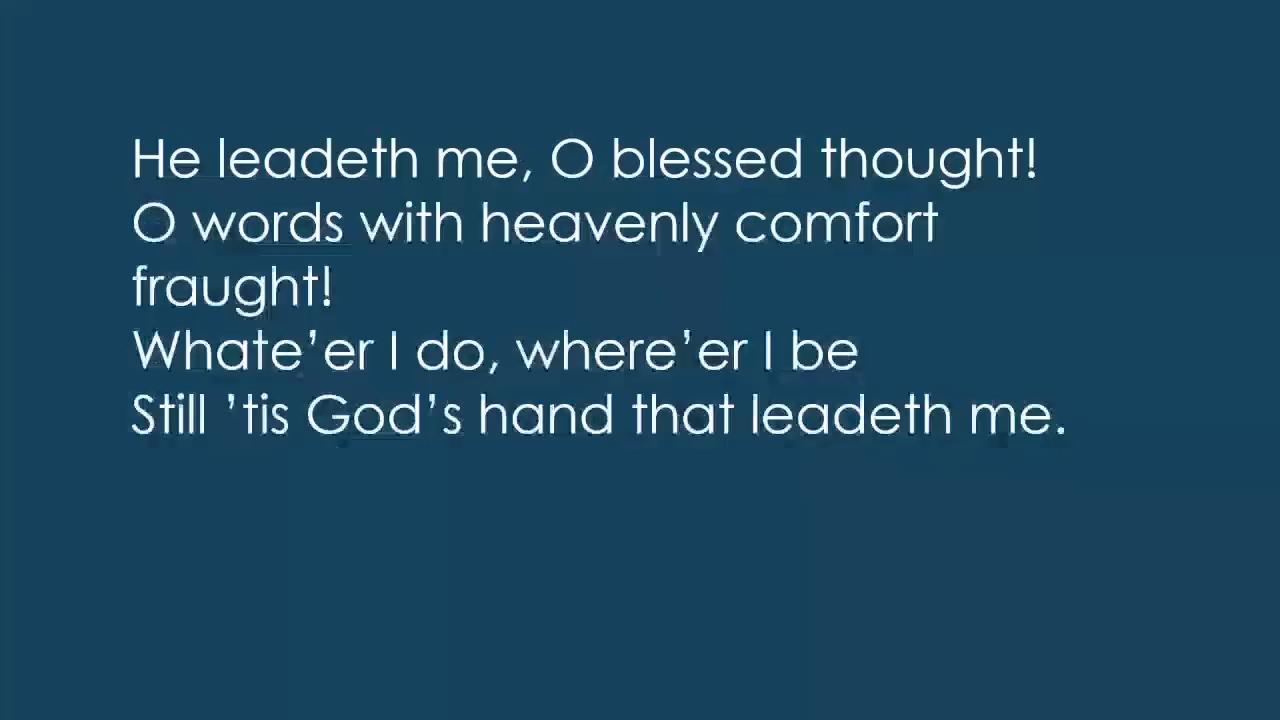 He leadeth me, O blessed thought!
O words with heavenly comfort
fraught!
Whate’er I do, where’er I be
Still ’tis God’s hand that leadeth me.